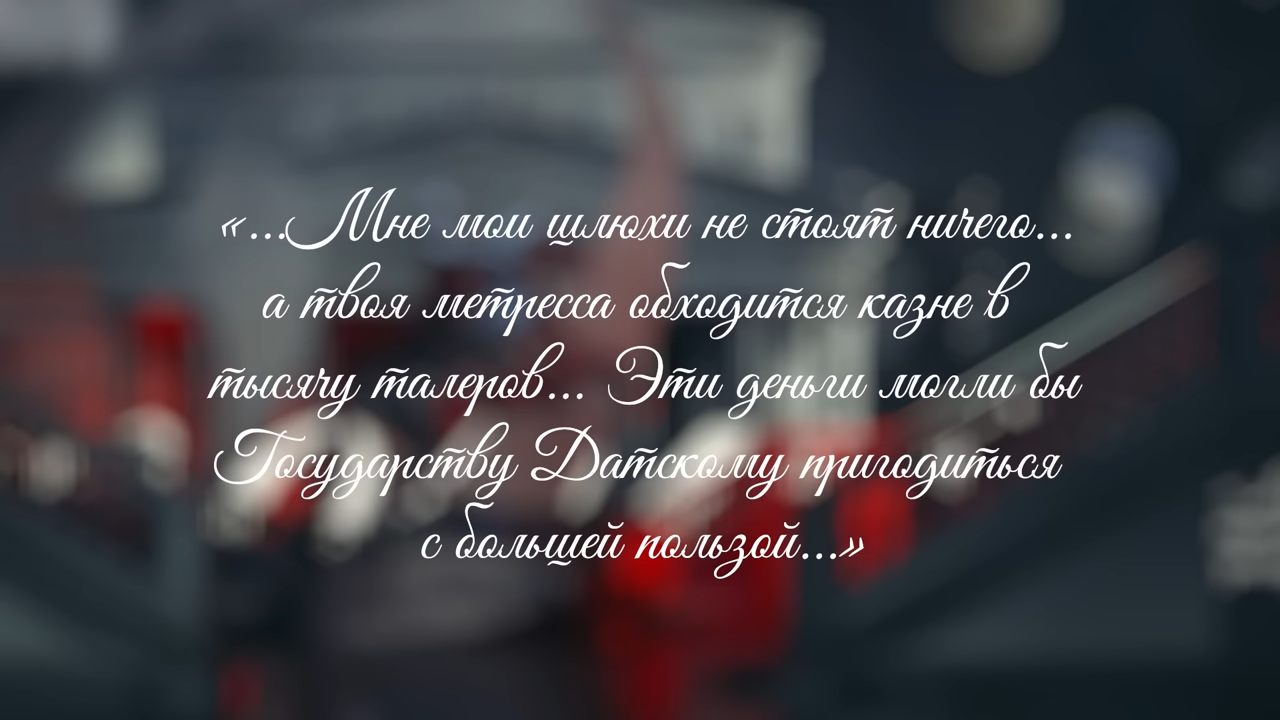 «...Мне мои шлюхи не стоят ничего...
а твоя метресса обходится казне в
тысячу талеров... Эти деньги могли бы
Государству Датскому пригодиться
с большей пользой...»